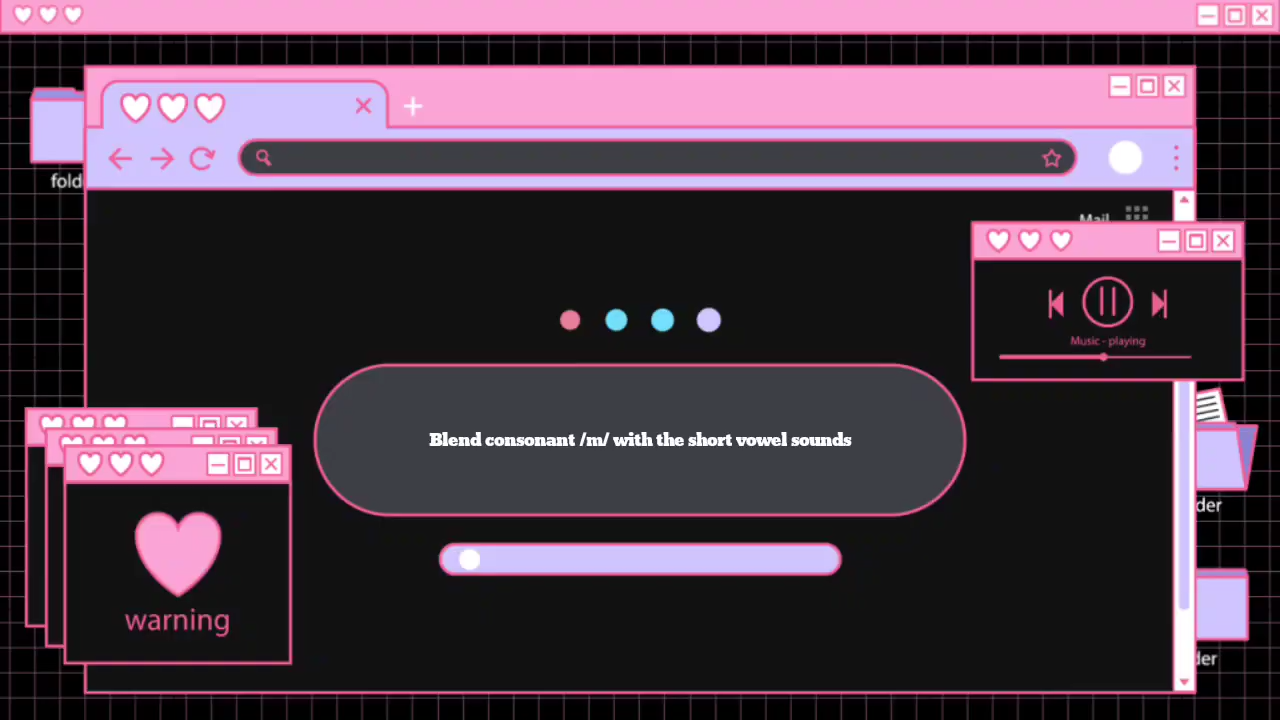 fold
Mail
Music - playing
Blend consonant /m/ with the short vowel sounds
der
warning
der